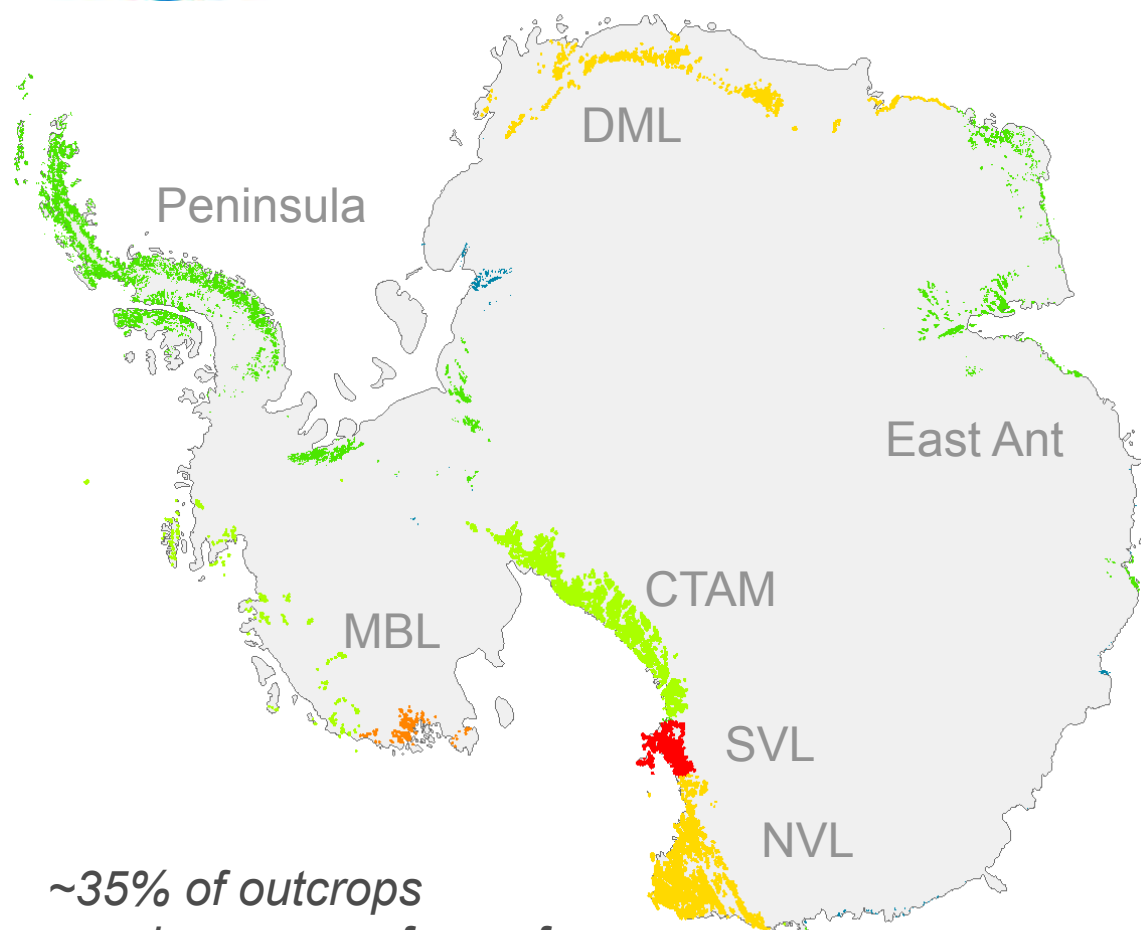 DML
Peninsula
East Ant
CTAM
MBL
SVL
NVL
~35% of outcrops